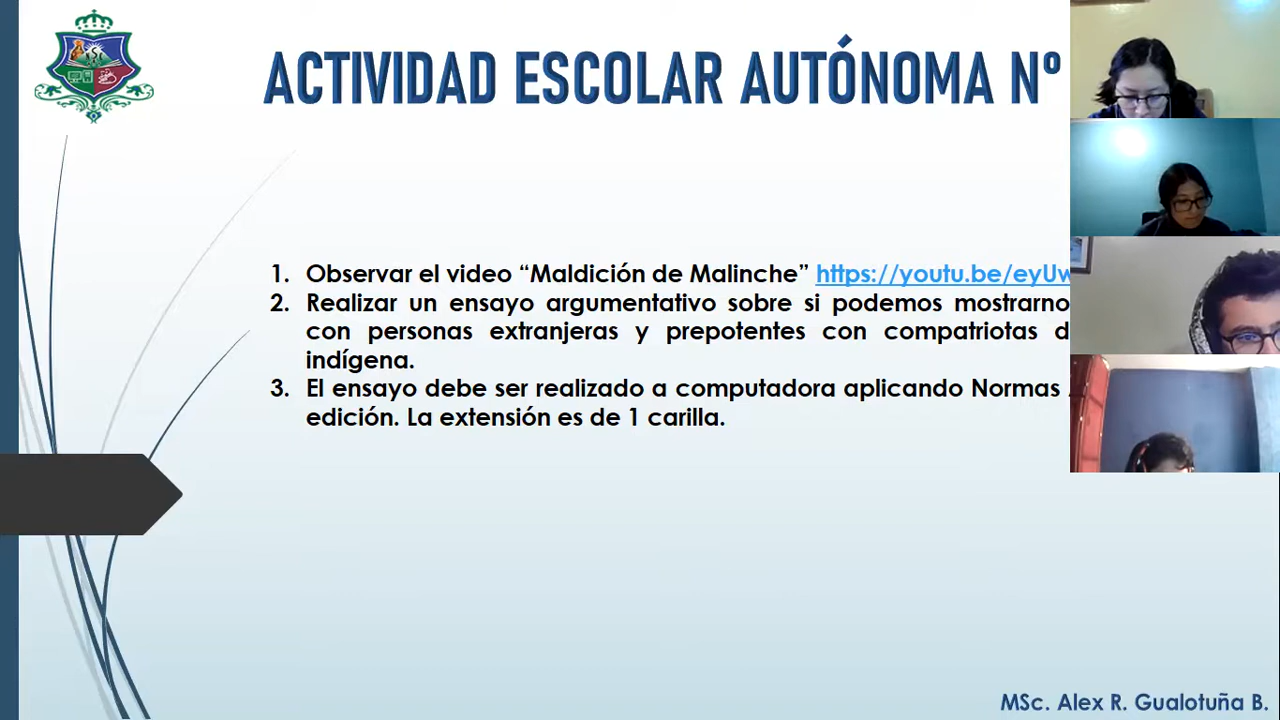 ACTIVIDAD ESCOLAR AUTÓNOMA Nº
1. Observar el video “Maldición de Malinche” https://youtu.be/eyUw
2. Realizar un ensayo argumentativo sobre si podemos mostrarno
con personas extranjeras y prepotentes con compatriotas d
indígena.
3. El ensayo debe ser realizado a computadora aplicando Normas
edición. La extensión es de 1 carilla.
MSc. Alex R. Gualotuña B.